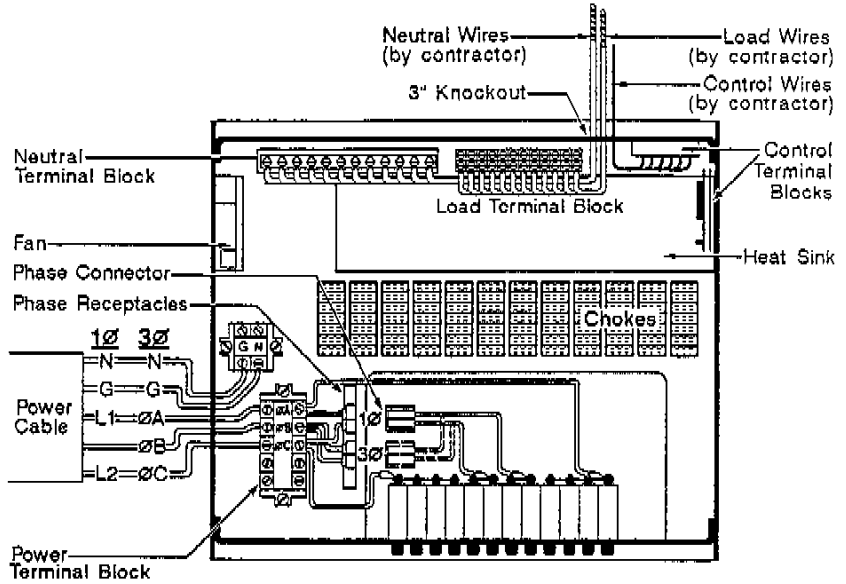 Neutral Wires
(by contractor)
Load Wires
(by contractor)
Control Wires
(by contractor)
3" Knockout
Neutral
Terminal Block
Control
Terminal
Blocks
Load Terminal Block
Fan
Heat Sink
Phase Connector
Phase Receptacles
Chokes
1Ø 3Ø
N N
G N
G G
Power
Cable
L1 ØA
ØA
1Ø
ØB
ØB
ØC
3Ø
L2 ØC
Power
Terminal Block